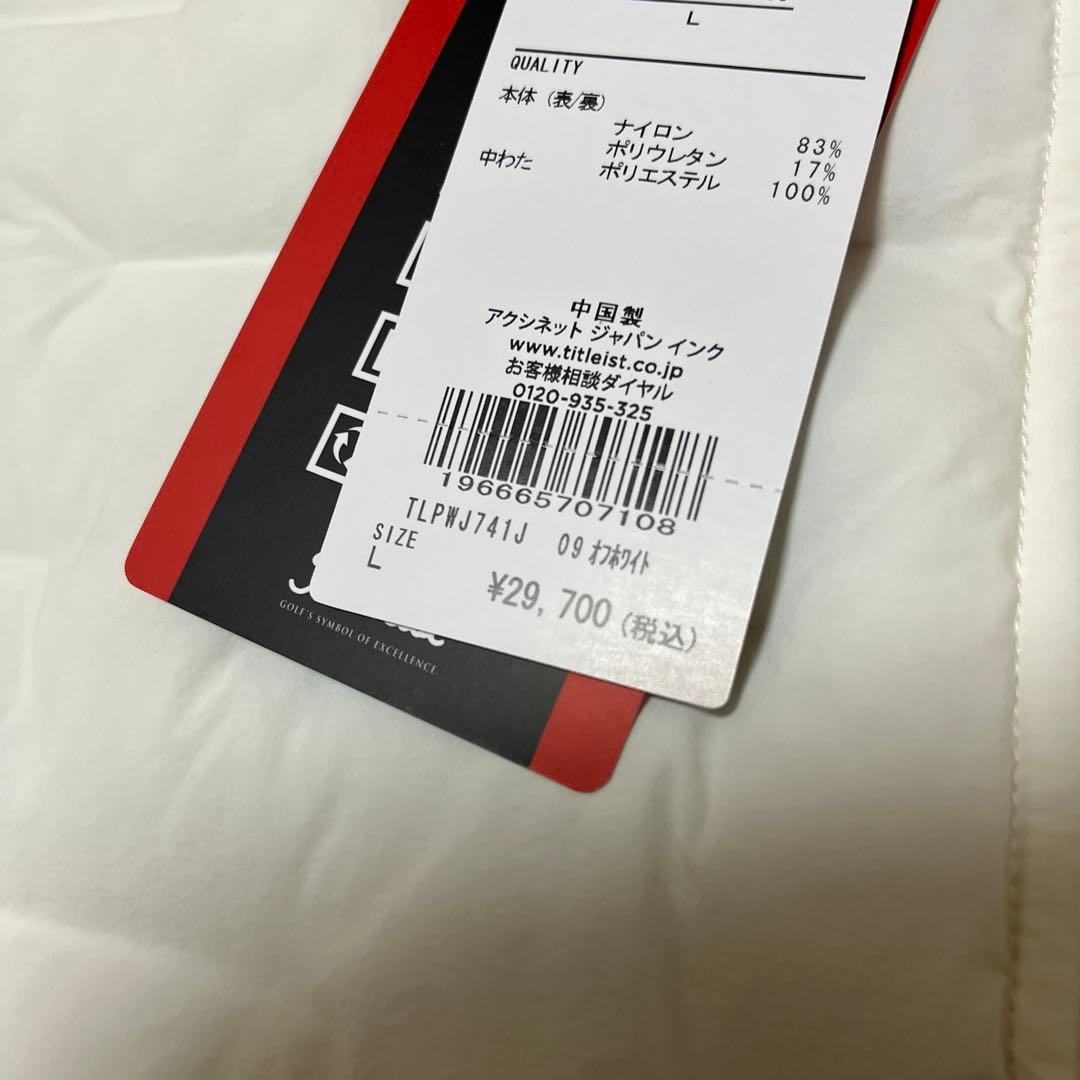 L
QUALITY
本体 (表/裏)
ナイロン 83%
ポリウレタン 17%
中わた ポリエステル 100%
中国製
アクシネット ジャパン インク
www.titleist.co.jp
お客様相談ダイヤル
0120-935-325
196665707108
TLPWJ741J 09 ｵﾌﾎﾜｲﾄ
SIZE
L
¥29,700 (税込)
GOLF'S SYMBOL OF EXCELLENCE.